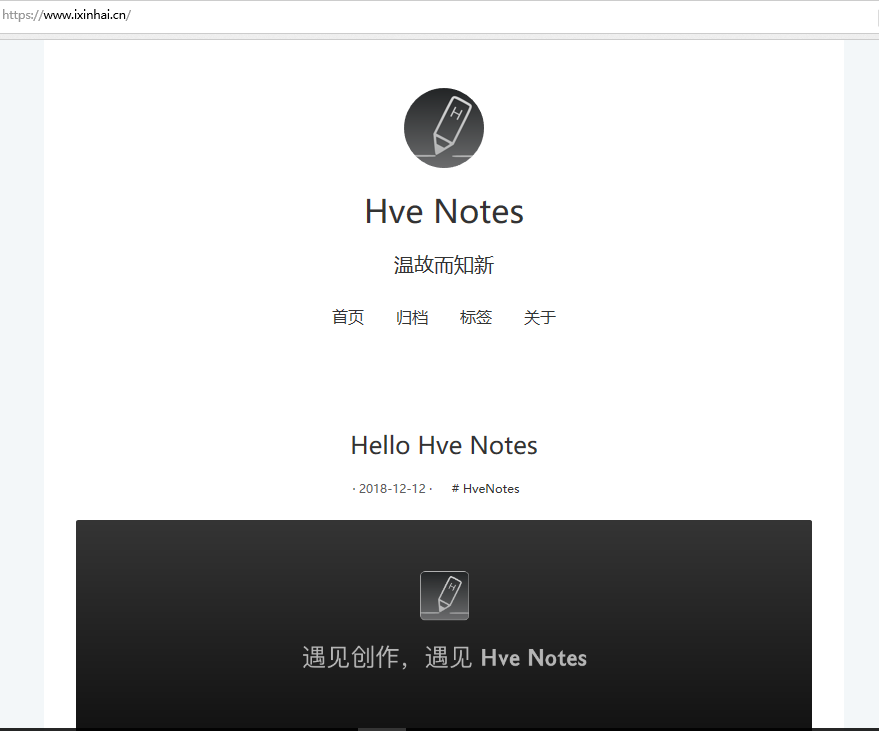 https://www.ixinhai.cn/
H
Hve Notes
温故而知新
首页 归档 标签 关于
Hello Hve Notes
· 2018-12-12 · # HveNotes
H
遇见创作，遇见 Hve Notes